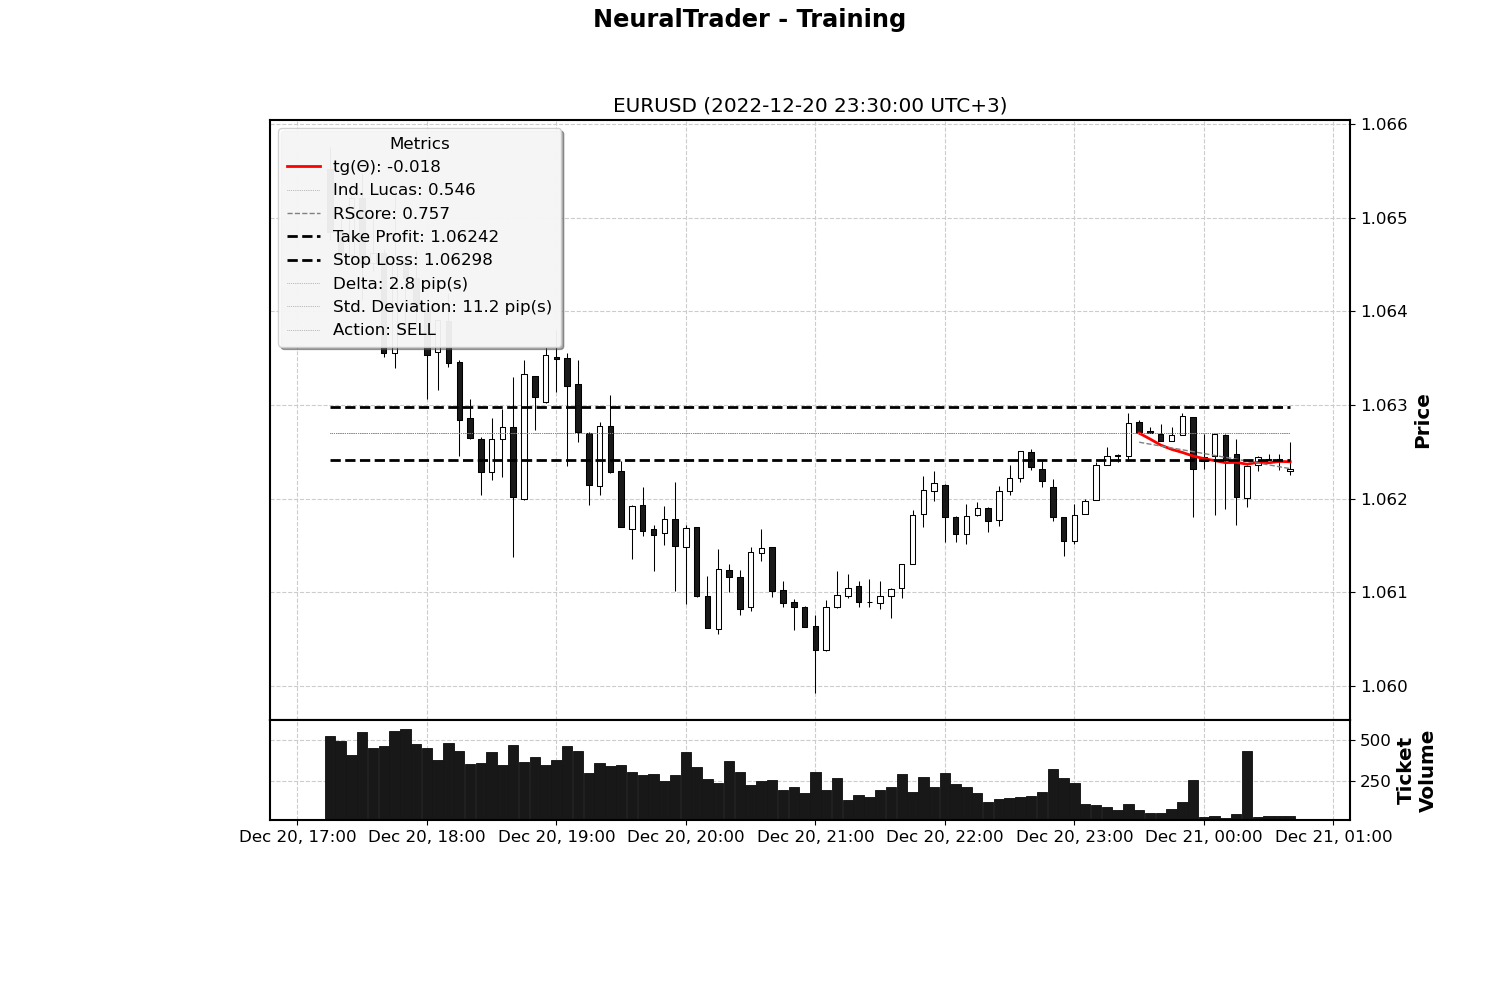 NeuralTrader - Training
EURUSD (2022-12-20 23:30:00 UTC+3)
Metrics
tg(Θ): -0.018
Ind. Lucas: 0.546
RScore: 0.757
Take Profit: 1.06242
Stop Loss: 1.06298
Delta: 2.8 pip(s)
Std. Deviation: 11.2 pip(s)
Action: SELL
1.066
1.065
1.064
1.063
1.062
1.061
1.060
Price
500
250
Ticket
Volume
Dec 20, 17:00
Dec 20, 18:00
Dec 20, 19:00
Dec 20, 20:00
Dec 20, 21:00
Dec 20, 22:00
Dec 20, 23:00
Dec 21, 00:00
Dec 21, 01:00